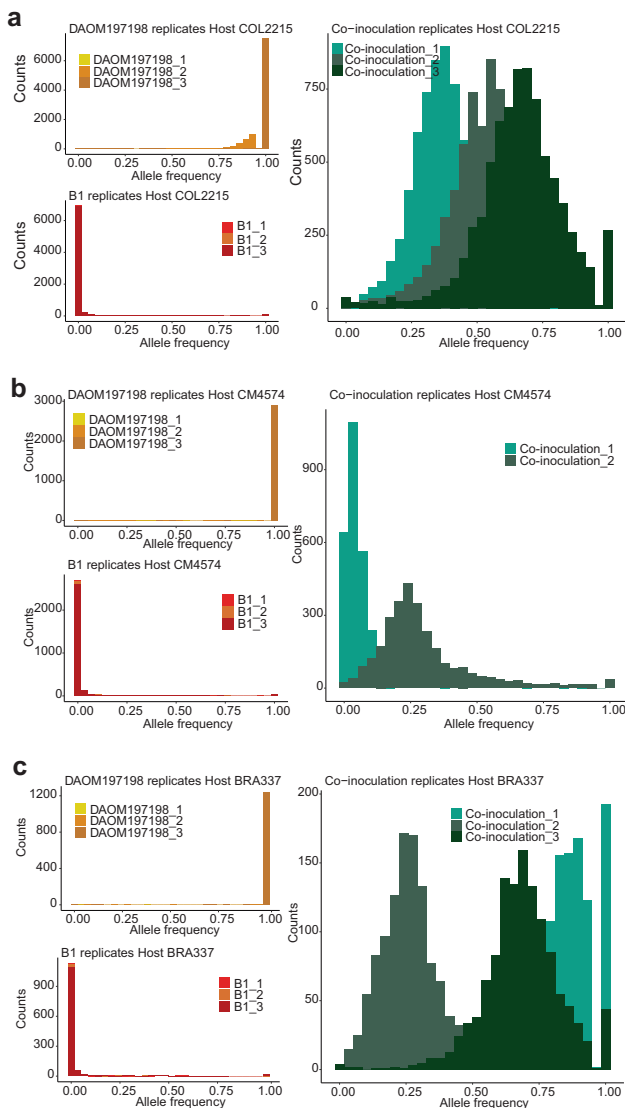 a
DAOM197198 replicates Host COL2215
DAOM197198_1
DAOM197198_2
DAOM197198_3
Counts
6000
4000
2000
0
0.00 0.25 0.50 0.75 1.00
Allele frequency
B1 replicates Host COL2215
B1_1
B1_2
B1_3
Counts
6000
4000
2000
0
0.00 0.25 0.50 0.75 1.00
Allele frequency
Co-inoculation replicates Host COL2215
Co-inoculation_1
Co-inoculation_2
Co-inoculation_3
Counts
750
500
250
0
0.00 0.25 0.50 0.75 1.00
Allele frequency
b
DAOM197198 replicates Host CM4574
DAOM197198_1
DAOM197198_2
DAOM197198_3
Counts
3000
2000
1000
0
0.00 0.25 0.50 0.75 1.00
Allele frequency
B1 replicates Host CM4574
B1_1
B1_2
B1_3
Counts
2000
1000
0
0.00 0.25 0.50 0.75 1.00
Allele frequency
Co-inoculation replicates Host CM4574
Co-inoculation_1
Co-inoculation_2
Counts
900
600
300
0
0.00 0.25 0.50 0.75 1.00
Allele frequency
c
DAOM197198 replicates Host BRA337
DAOM197198_1
DAOM197198_2
DAOM197198_3
Counts
1200
800
400
0
0.00 0.25 0.50 0.75 1.00
Allele frequency
B1 replicates Host BRA337
B1_1
B1_2
B1_3
Counts
900
600
300
0
0.00 0.25 0.50 0.75 1.00
Allele frequency
Co-inoculation replicates Host BRA337
Co-inoculation_1
Co-inoculation_2
Co-inoculation_3
Counts
200
150
100
50
0
0.00 0.25 0.50 0.75 1.00
Allele frequency